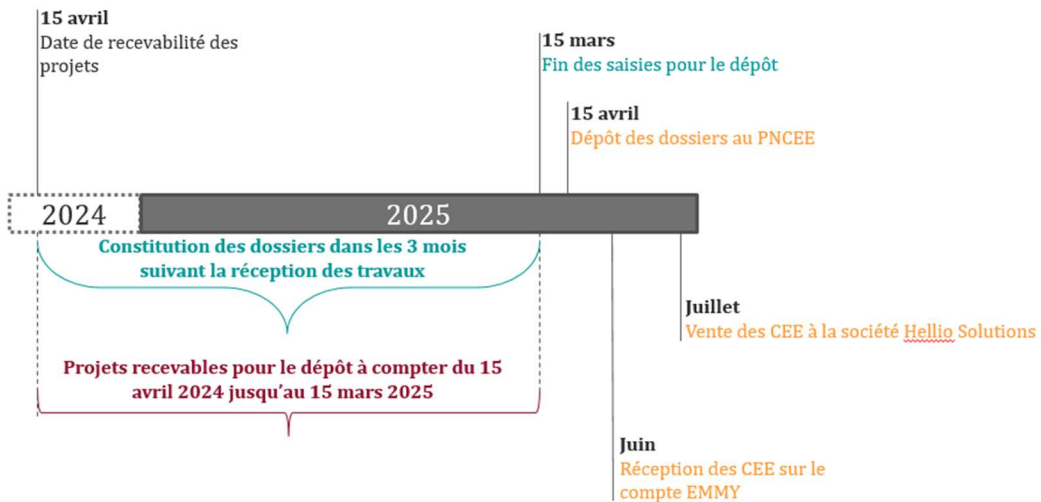 15 avril
Date de recevabilité des
projets
15 mars
Fin des saisies pour le dépôt
15 avril
Dépôt des dossiers au PNCEE
2024
2025
Constitution des dossiers dans les 3 mois
suivant la réception des travaux
Juillet
Vente des CEE à la société Hellio Solutions
Projets recevables pour le dépôt à compter du 15
avril 2024 jusqu'au 15 mars 2025
Juin
Réception des CEE sur le
compte EMMY